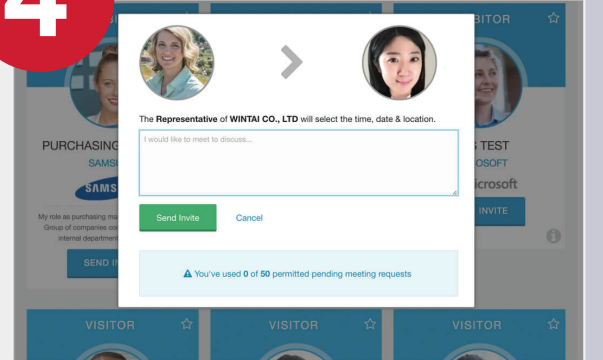 4
VISITOR
The Representative of WINTAI CO., LTD will select the time, date & location.
I would like to meet to discuss...
Send Invite
Cancel
You've used 0 of 50 permitted pending meeting requests
PURCHASING
SAMSU
SAMS
My role as purchasing ma
Group of companies co
internal department
SEND IN
TEST
OSOFT
icrosoft
INVITE
VISITOR
VISITOR
VISITOR